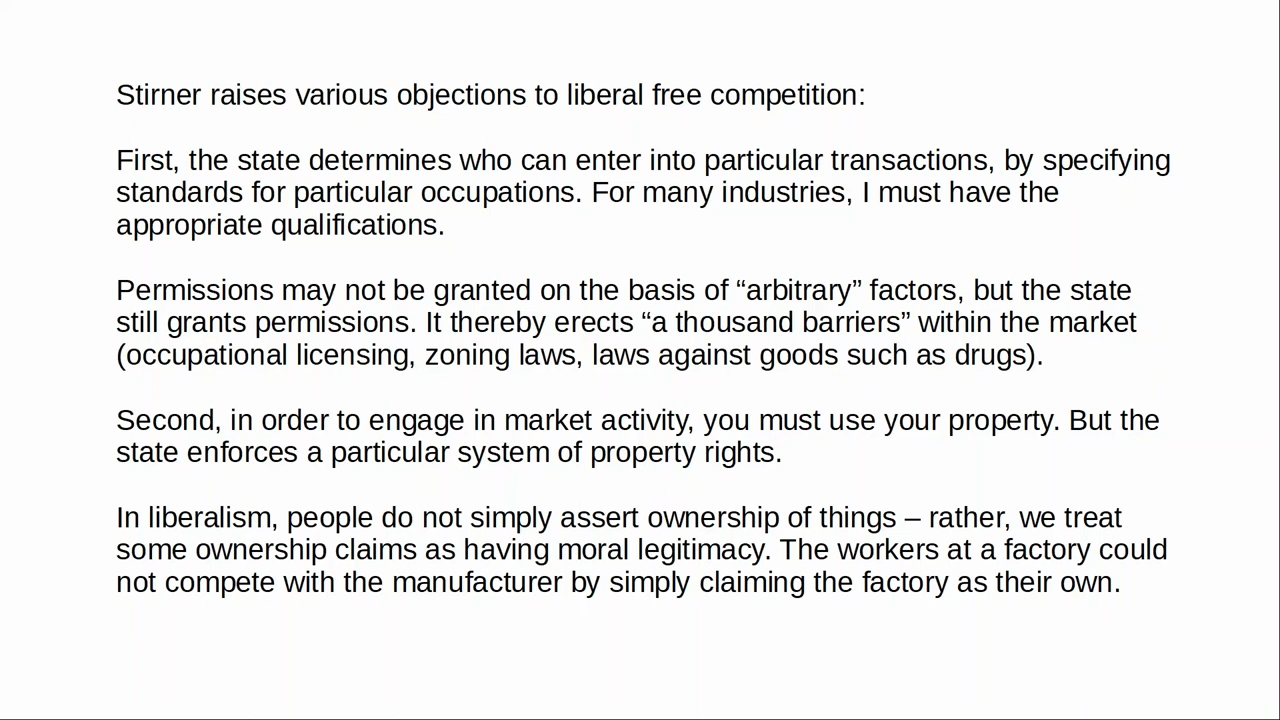 Stirner raises various objections to liberal free competition:
First, the state determines who can enter into particular transactions, by specifying
standards for particular occupations. For many industries, I must have the
appropriate qualifications.
Permissions may not be granted on the basis of “arbitrary” factors, but the state
still grants permissions. It thereby erects “a thousand barriers” within the market
(occupational licensing, zoning laws, laws against goods such as drugs).
Second, in order to engage in market activity, you must use your property. But the
state enforces a particular system of property rights.
In liberalism, people do not simply assert ownership of things – rather, we treat
some ownership claims as having moral legitimacy. The workers at a factory could
not compete with the manufacturer by simply claiming the factory as their own.